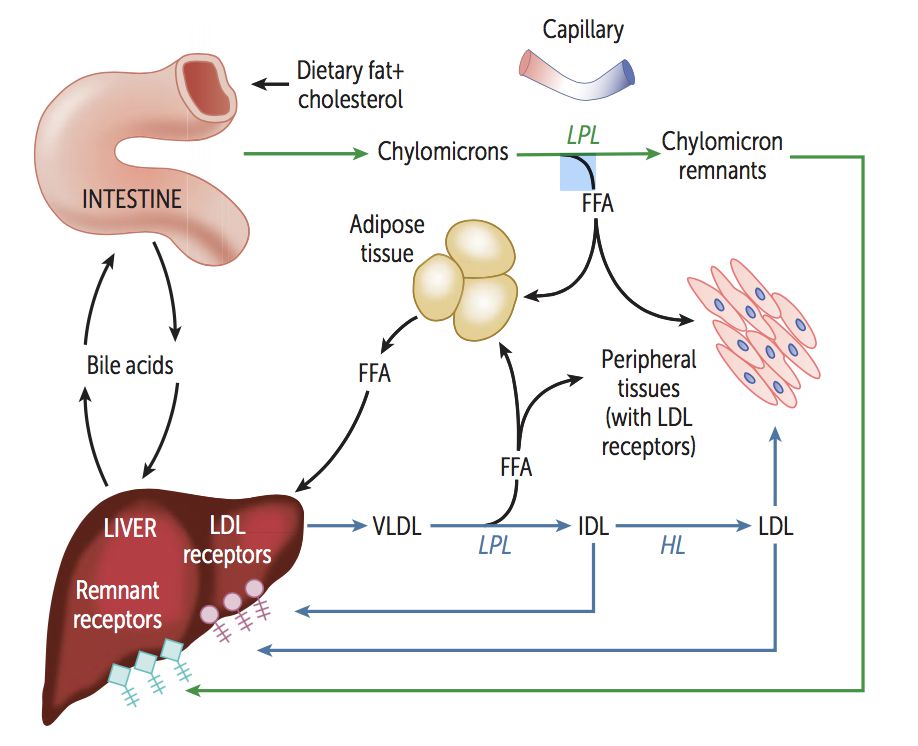 Capillary
Dietary fat+
cholesterol
LPL
Chylomicrons
Chylomicron
remnants
INTESTINE
FFA
Adipose
tissue
Bile acids
FFA
Peripheral
tissues
(with LDL
receptors)
FFA
LIVER
LDL
receptors
VLDL
LPL
IDL
HL
LDL
Remnant
receptors